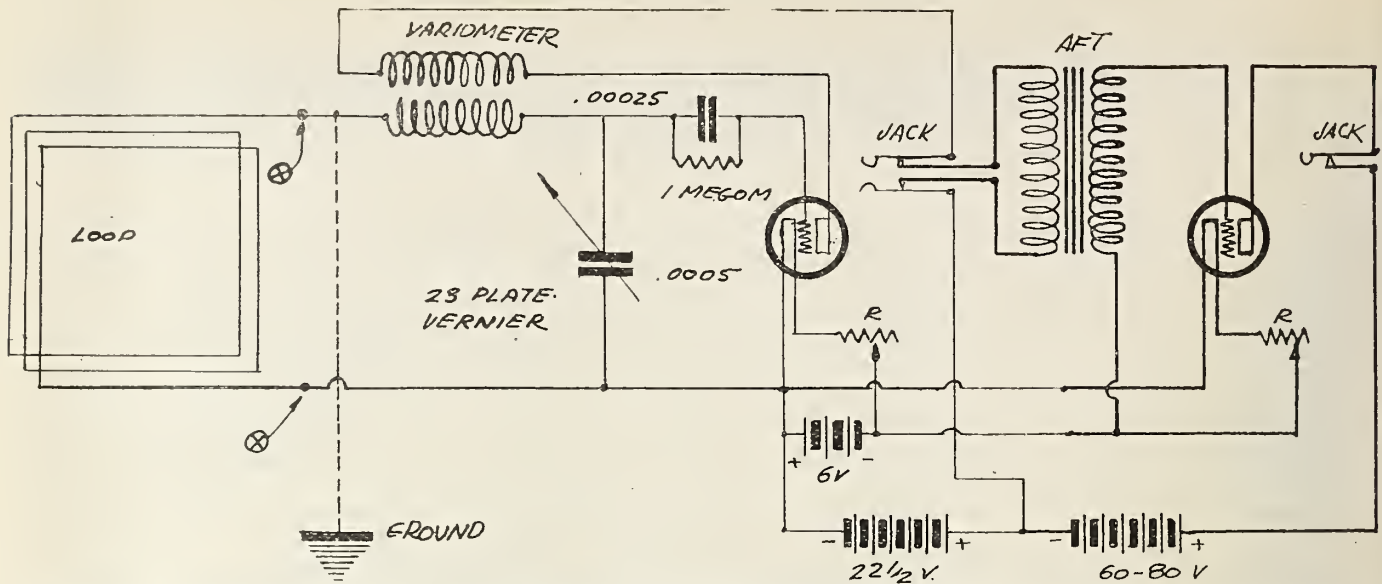 VARIOMETER
AFT
.00025
JACK
JACK
1 MEGOM
LOOP
.0005
23 PLATE-
VERNIER
R
R
+ -
6V
GROUND
- +
- +
22 1/2 V.
60-80 V